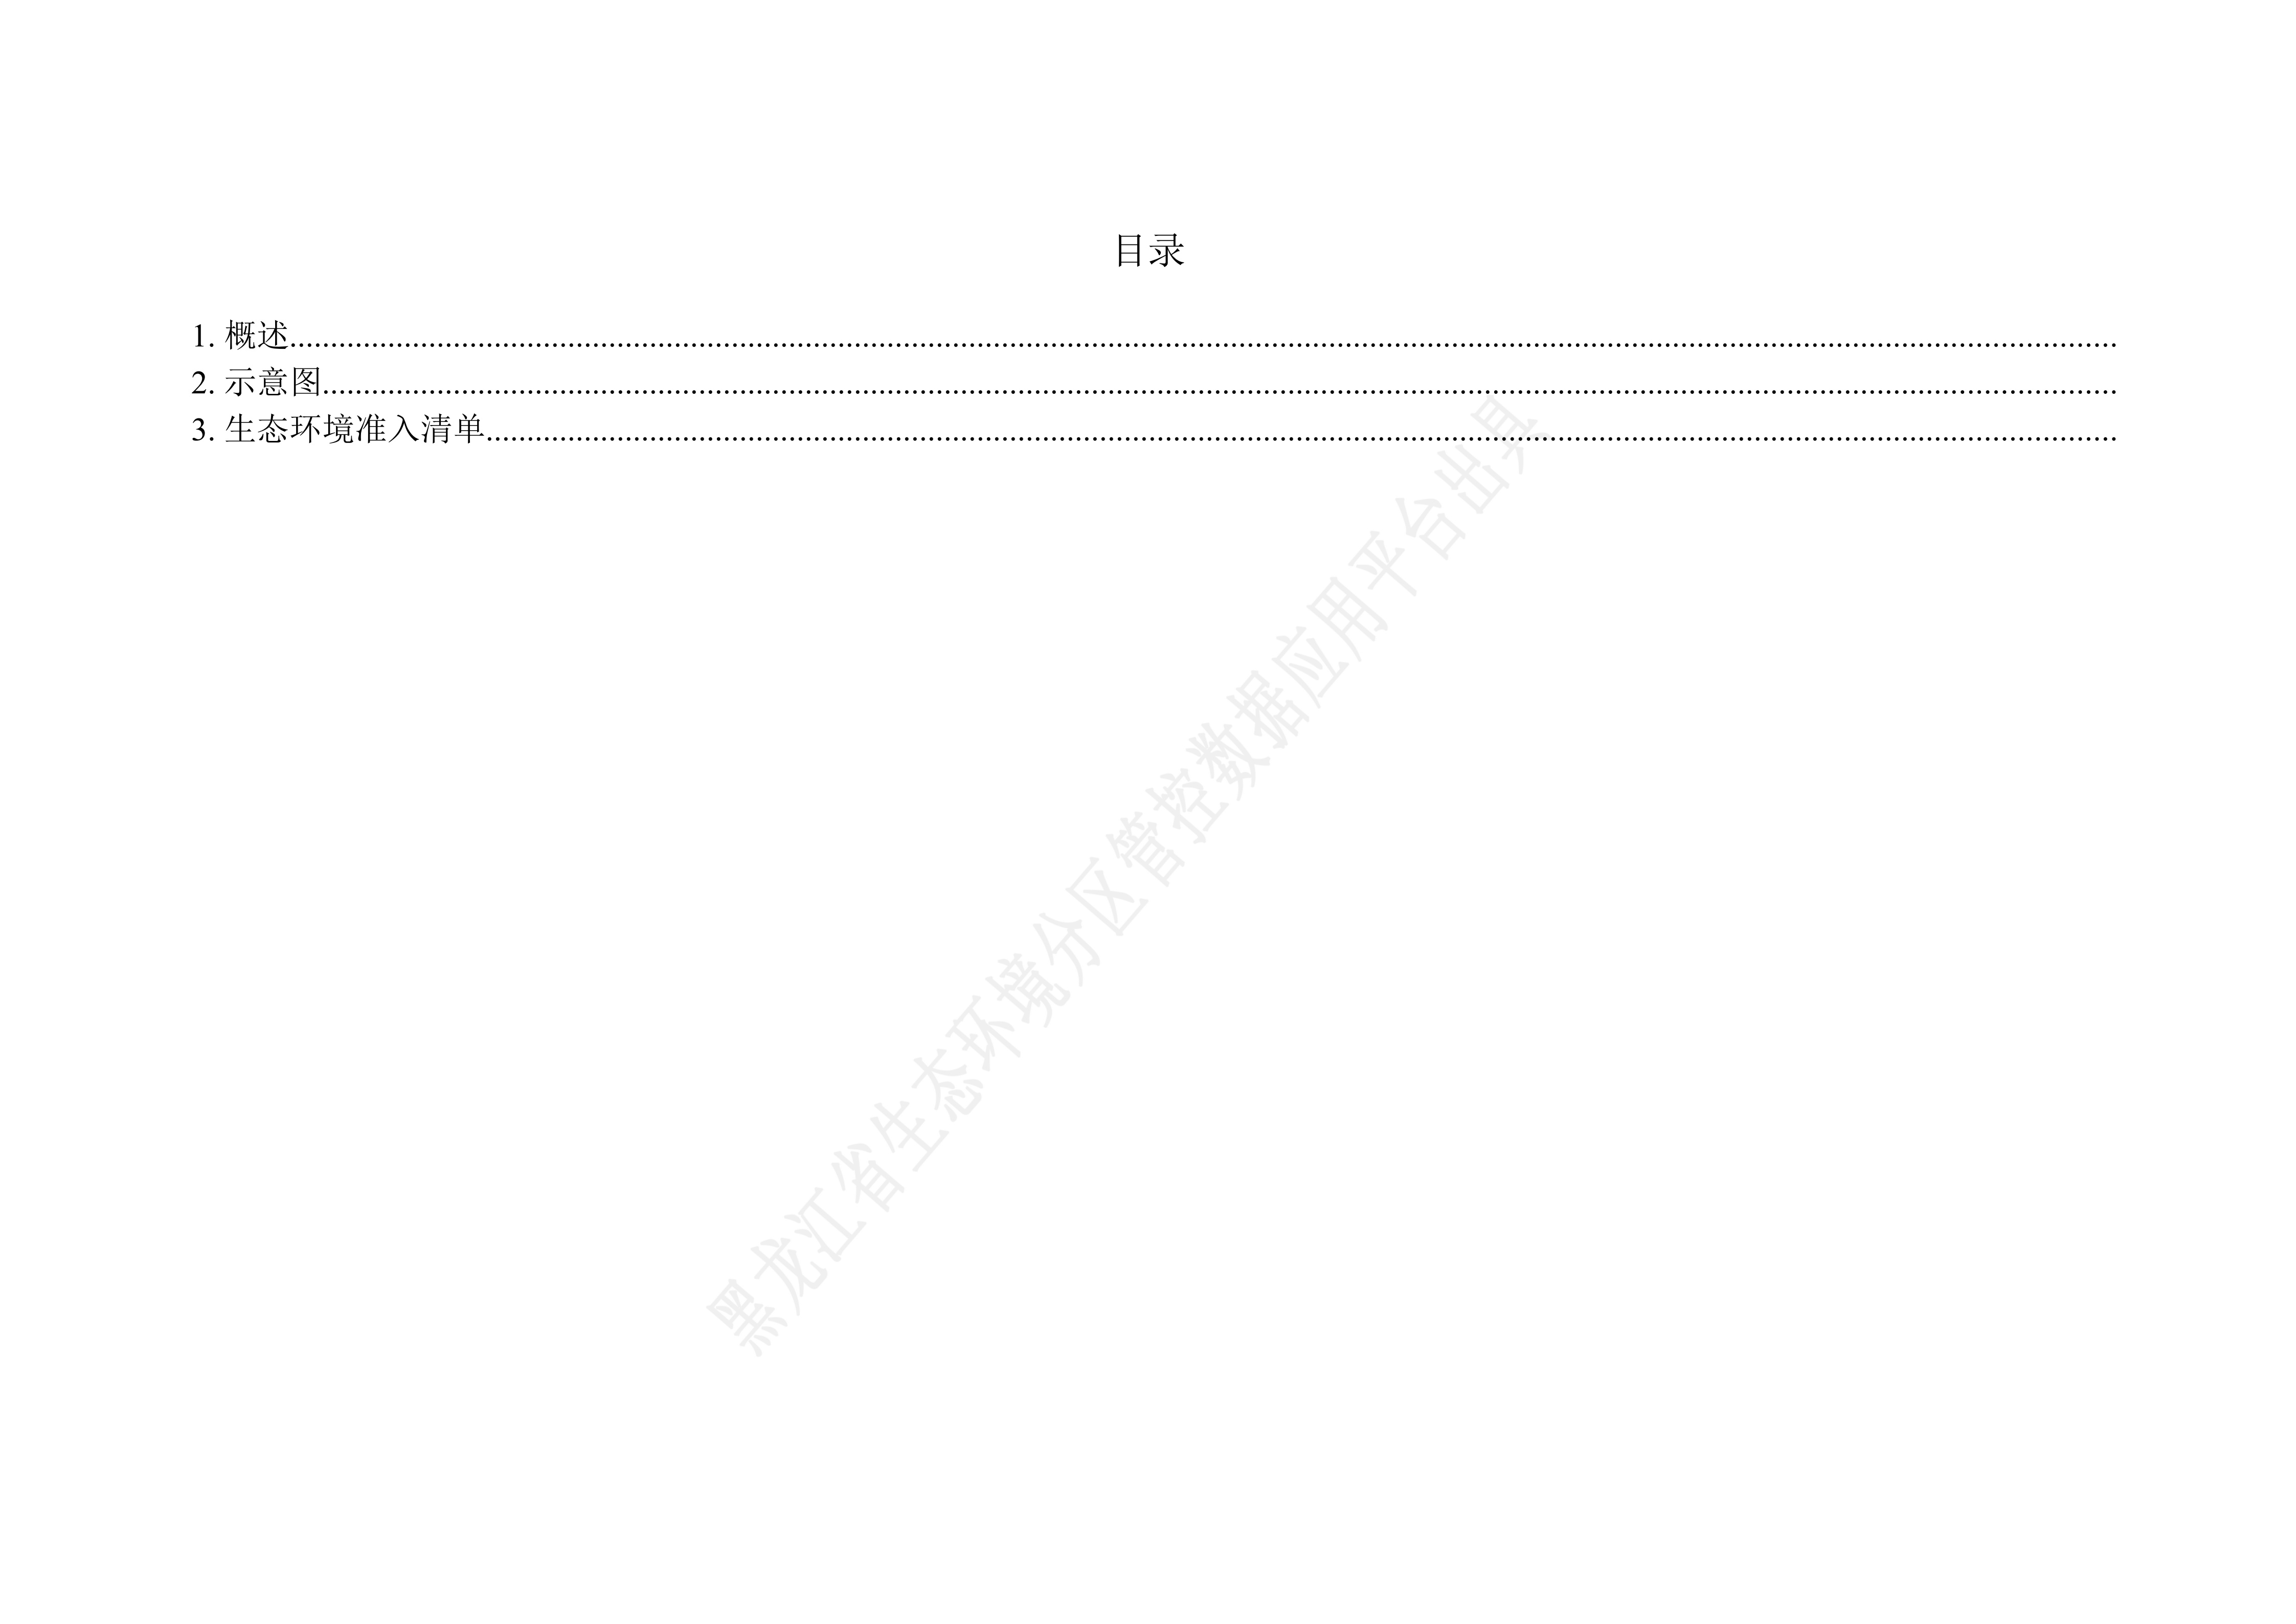 目录
1. 概述
2. 示意图
3. 生态环境准入清单
黑龙江省生态环境分区管控数据应用平台出具